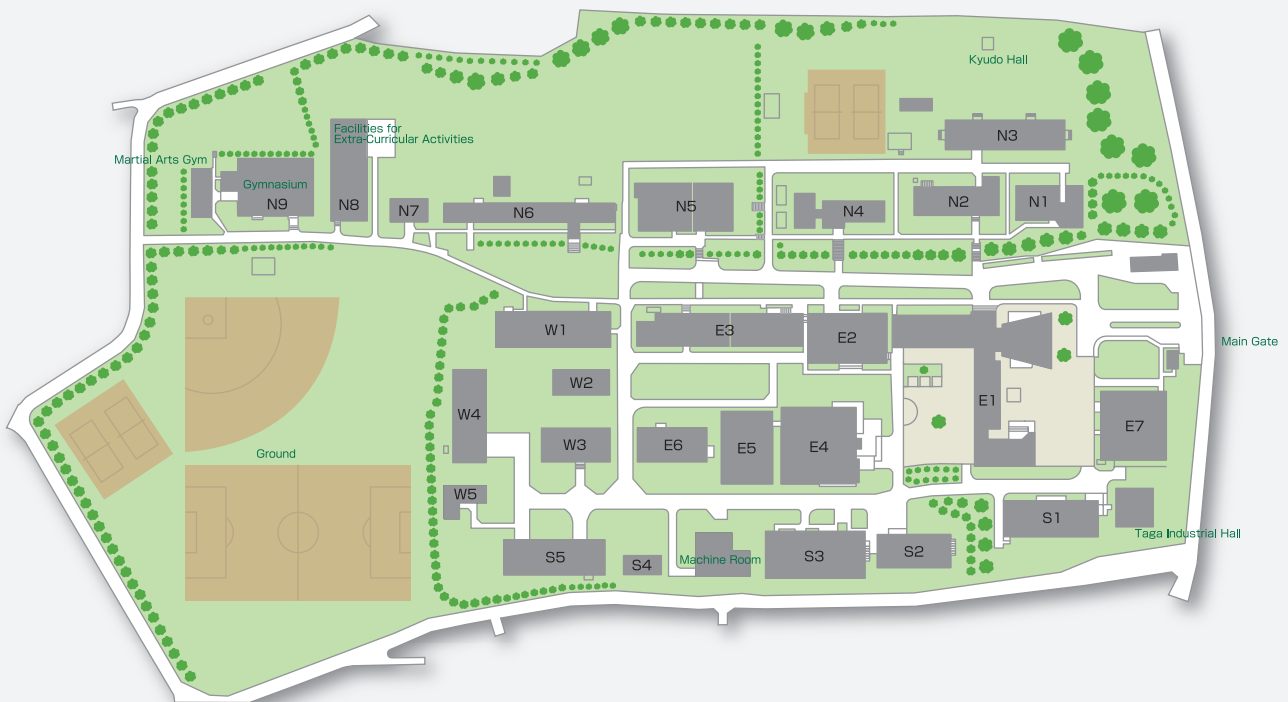 Kyudo Hall
Facilities for
Extra-Curricular Activities
N3
Martial Arts Gym
Gymnasium
N9
N8
N7
N6
N5
N4
N2
N1
W1
E3
E2
Main Gate
W2
E1
W4
W3
E6
E5
E4
E7
Ground
W5
S1
Taga Industrial Hall
S5
S4
Machine Room
S3
S2